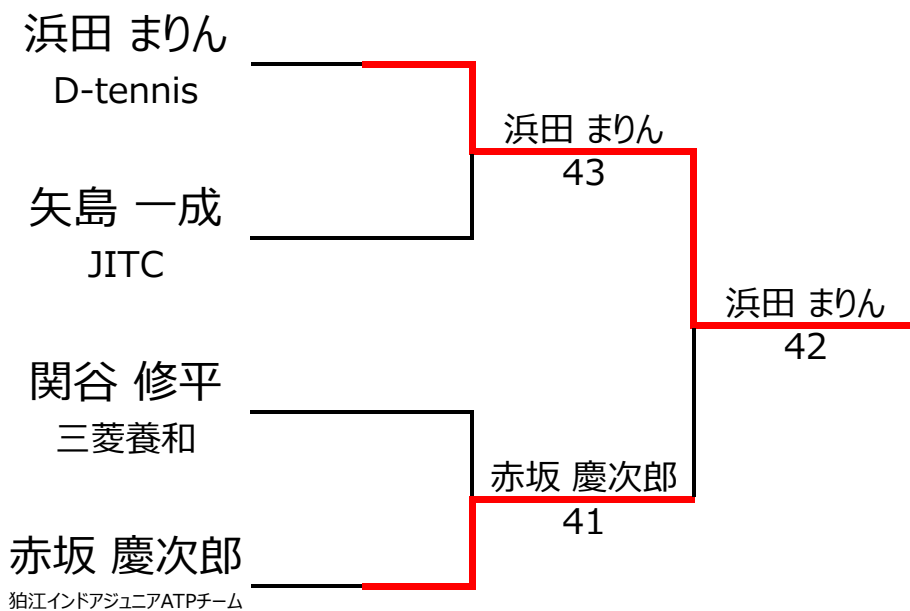 浜田 まりん
D-tennis
浜田 まりん
43
矢島 一成
JITC
浜田 まりん
42
関谷 修平
三菱養和
赤坂 慶次郎
41
赤坂 慶次郎
狛江インドアジュニアATPチーム